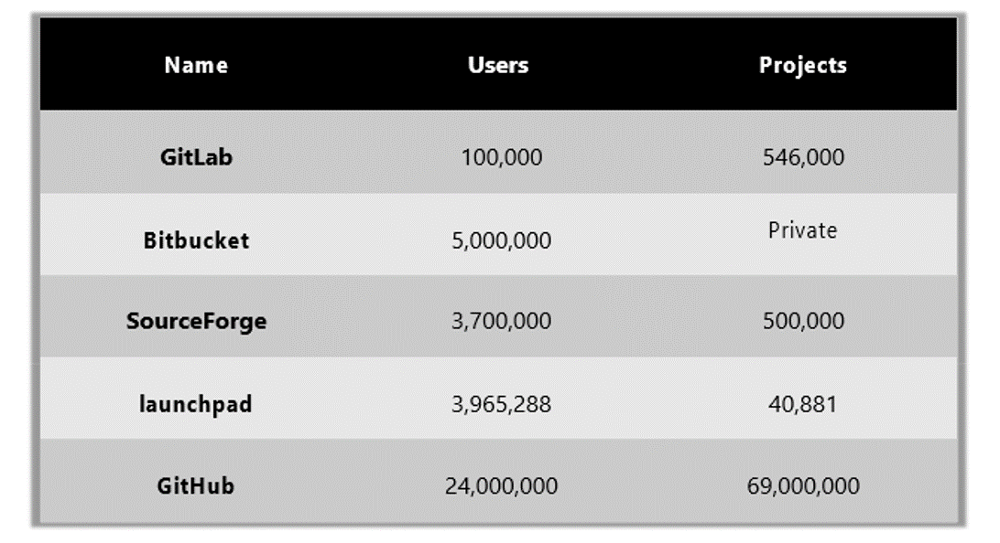 Name Users Projects
GitLab 100,000 546,000
Bitbucket 5,000,000 Private
SourceForge 3,700,000 500,000
launchpad 3,965,288 40,881
GitHub 24,000,000 69,000,000